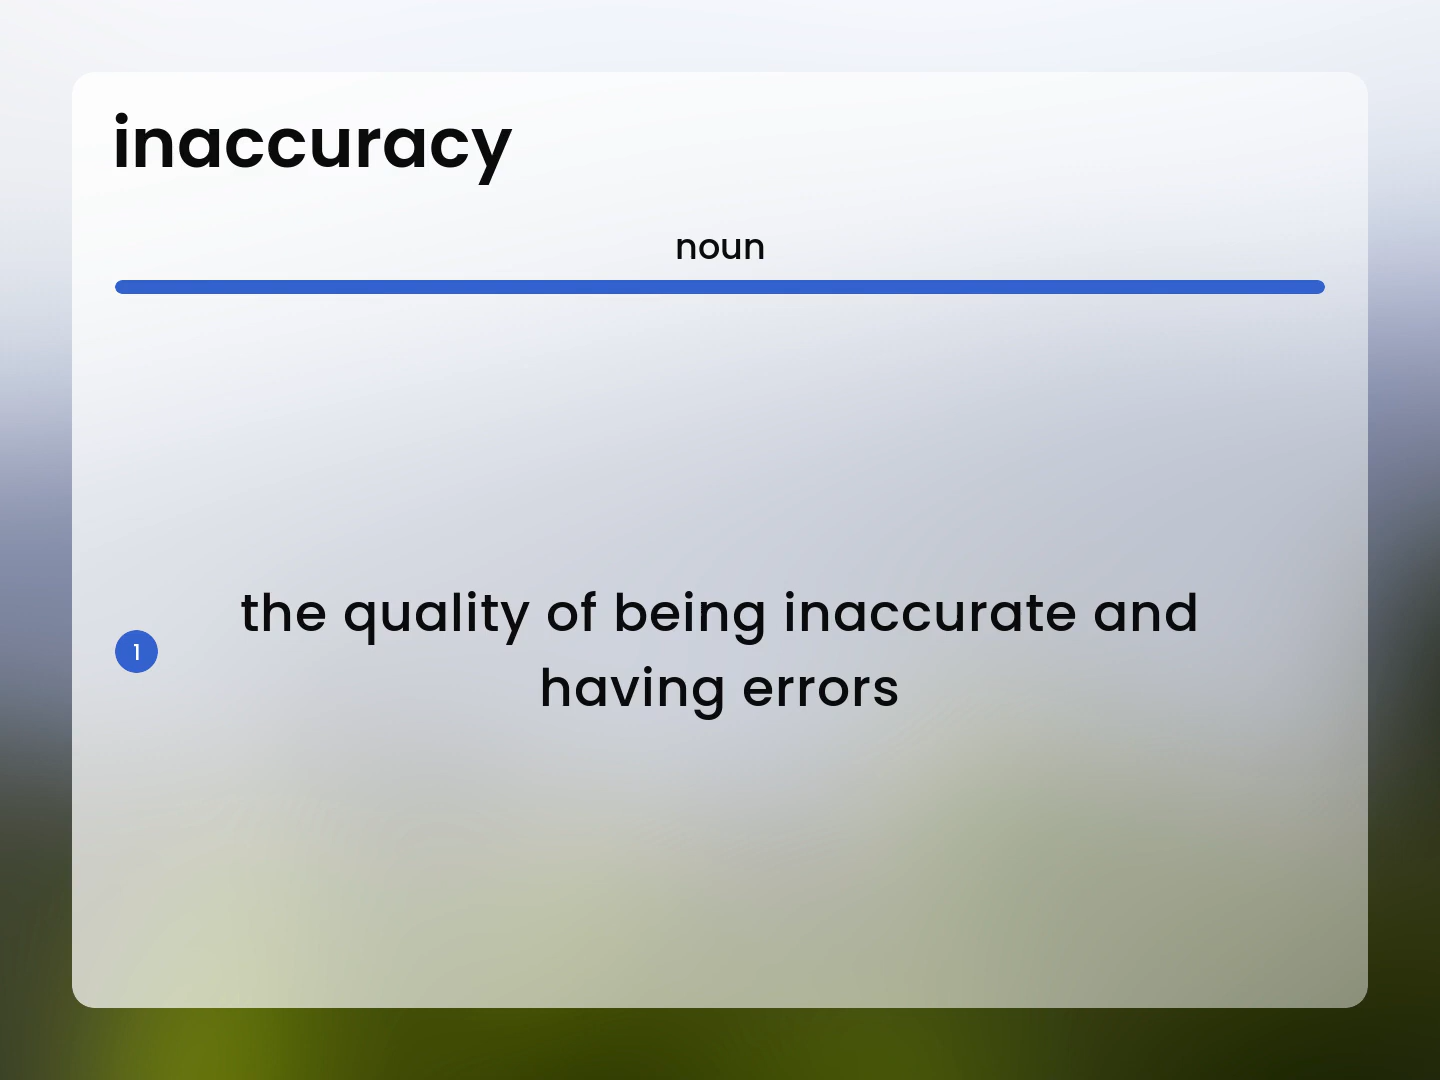 inaccuracy
noun
1
the quality of being inaccurate and
having errors